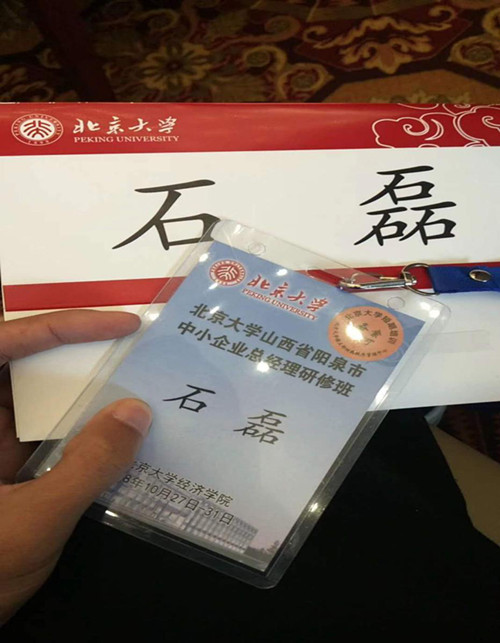 北京大学
PEKING UNIVERSITY
石 磊
北京大学
PEKING UNIVERSITY
北京大学山西省阳泉市
中小企业总经理研修班
石 磊
京大学经济学院
8年10月27日-31日